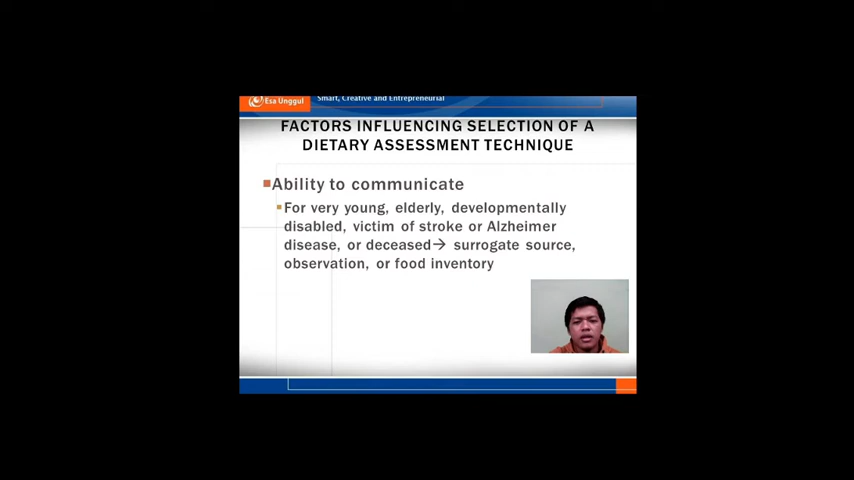 Esa Unggul
Smart, Creative and Entrepreneurial
FACTORS INFLUENCING SELECTION OF A
DIETARY ASSESSMENT TECHNIQUE
Ability to communicate
For very young, elderly, developmentally
disabled, victim of stroke or Alzheimer
disease, or deceased→ surrogate source,
observation, or food inventory